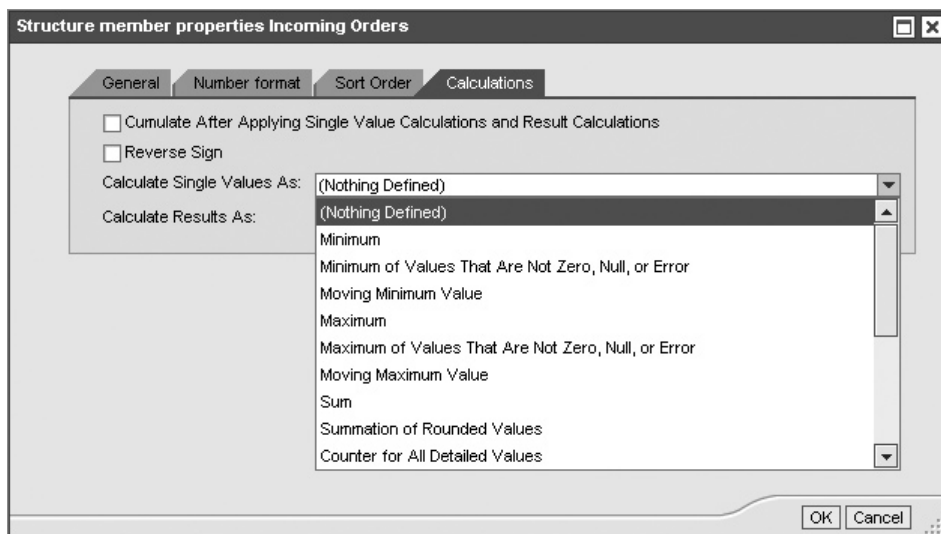 Structure member properties Incoming Orders
General Number format Sort Order Calculations
Cumulate After Applying Single Value Calculations and Result Calculations
Reverse Sign
Calculate Single Values As: (Nothing Defined)
Calculate Results As: (Nothing Defined)
Minimum
Minimum of Values That Are Not Zero, Null, or Error
Moving Minimum Value
Maximum
Maximum of Values That Are Not Zero, Null, or Error
Moving Maximum Value
Sum
Summation of Rounded Values
Counter for All Detailed Values
OK Cancel